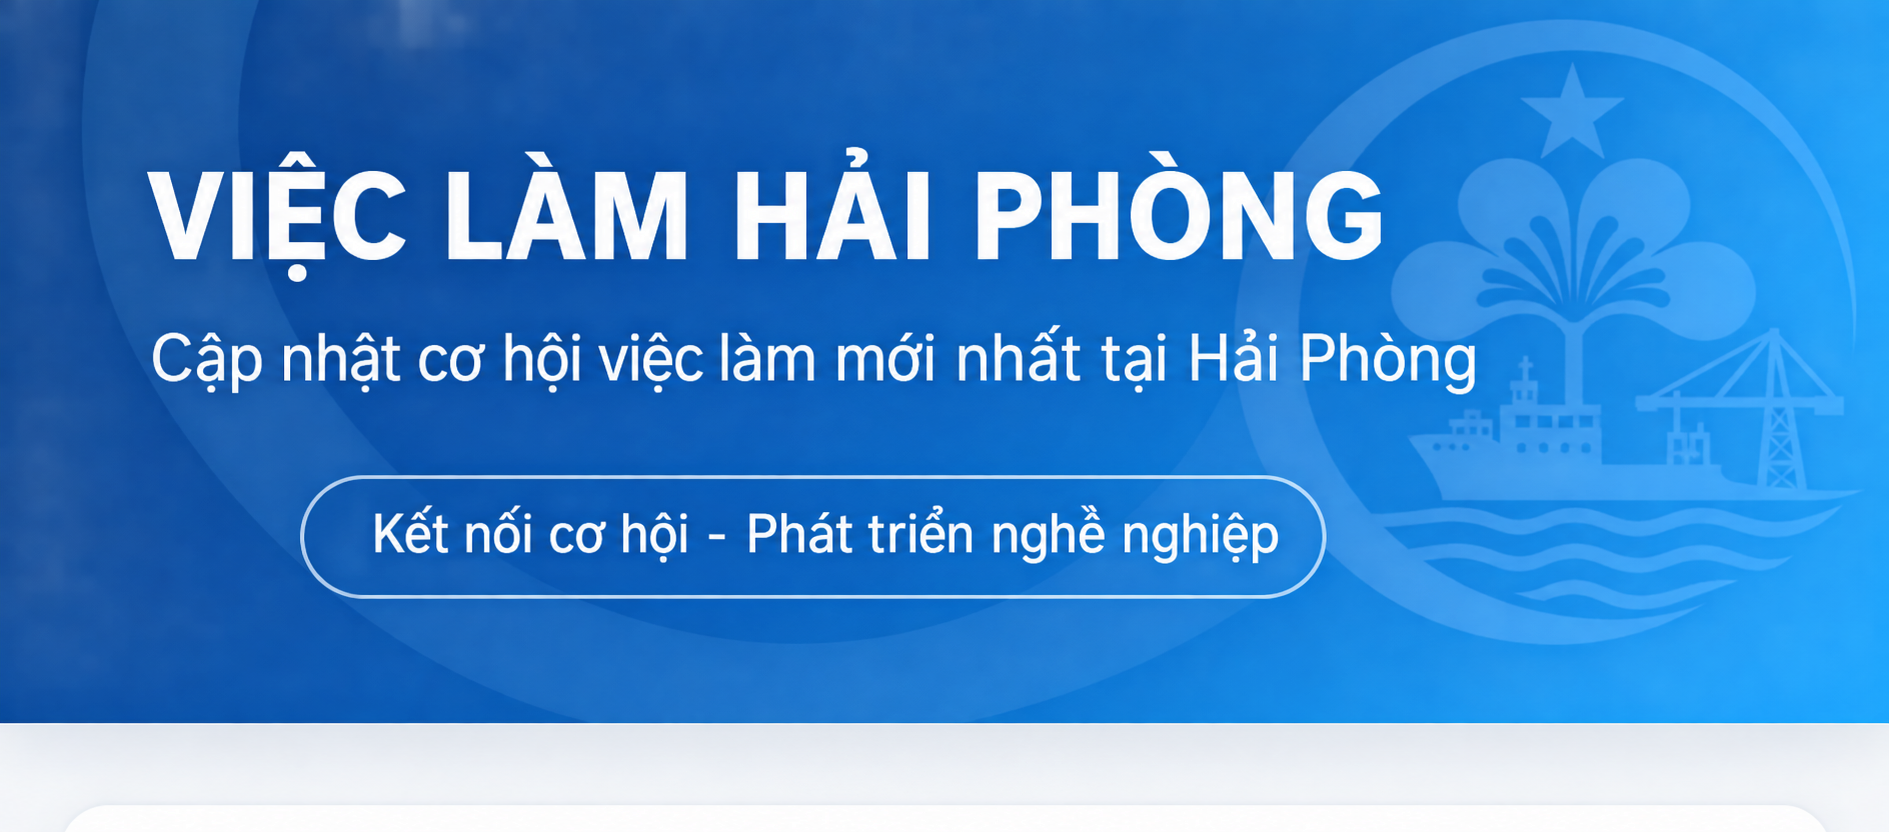 VIỆC LÀM HẢI PHÒNG
Cập nhật cơ hội việc làm mới nhất tại Hải Phòng
Kết nối cơ hội - Phát triển nghề nghiệp